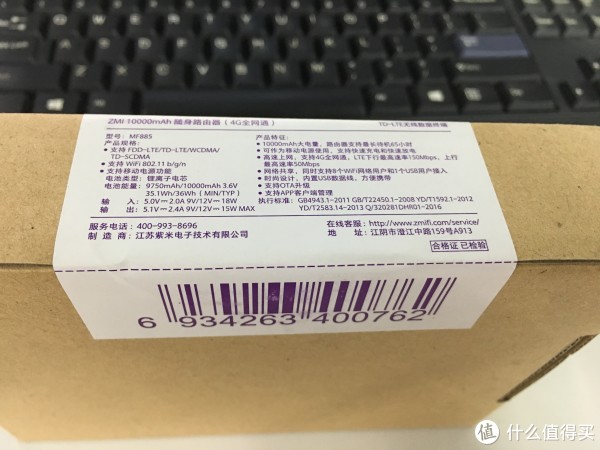 ZMI 10000mAh 随身路由器（4G全网通）
TD-LTE无线数据终端
型号：MF885
产品类型：
• 支持 FDD-LTE/TD-LTE/WCDMA/
TD-SCDMA
• 支持 WiFi 802.11 b/g/n
• 支持移动电源功能
电池类型：锂离子电芯
电池能量：9750mAh/10000mAh 3.6V
35.1Wh/36Wh（MIN/TYP）
输 入：5.0V⎓2.0A 9V/12V⎓18W
输 出：5.1V⎓2.4A 9V/12V⎓15W MAX
产品特征：
• 10000mAh大电量，路由器支持最长待机65小时
• 可作为移动电源使用，支持快速充电和快速放电
• 高速上网，支持4G全网通，LTE下行最高速率150Mbps，上行
最高速率50Mbps
• 网络共享，同时支持8个WiFi网络用户和1个USB用户接入
• 时尚设计，内置USB数线，方便携带
• 支持OTA升级
• 支持APP客户端管理
执行标准：GB4943.1-2011 GB/T22450.1-2008 YD/T1592.1-2012
YD/T2583.14-2013 Q/320281DHR01-2016
服务电话：400-993-8696
制 造 商：江苏紫米电子技术有限公司
在线客服：http://www.zmifi.com/service/
地 址：江阴市澄江中路159号A913
合格证 已检验
6 934263 400762
值 什么值得买